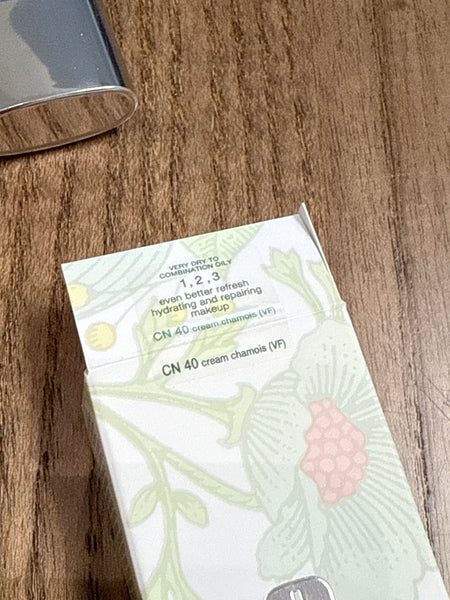 VERY DRY TO
COMBINATION OILY
1, 2, 3
even better refresh
hydrating and repairing
makeup
CN 40 cream chamois (VF)
CN 40 cream chamois (VF)